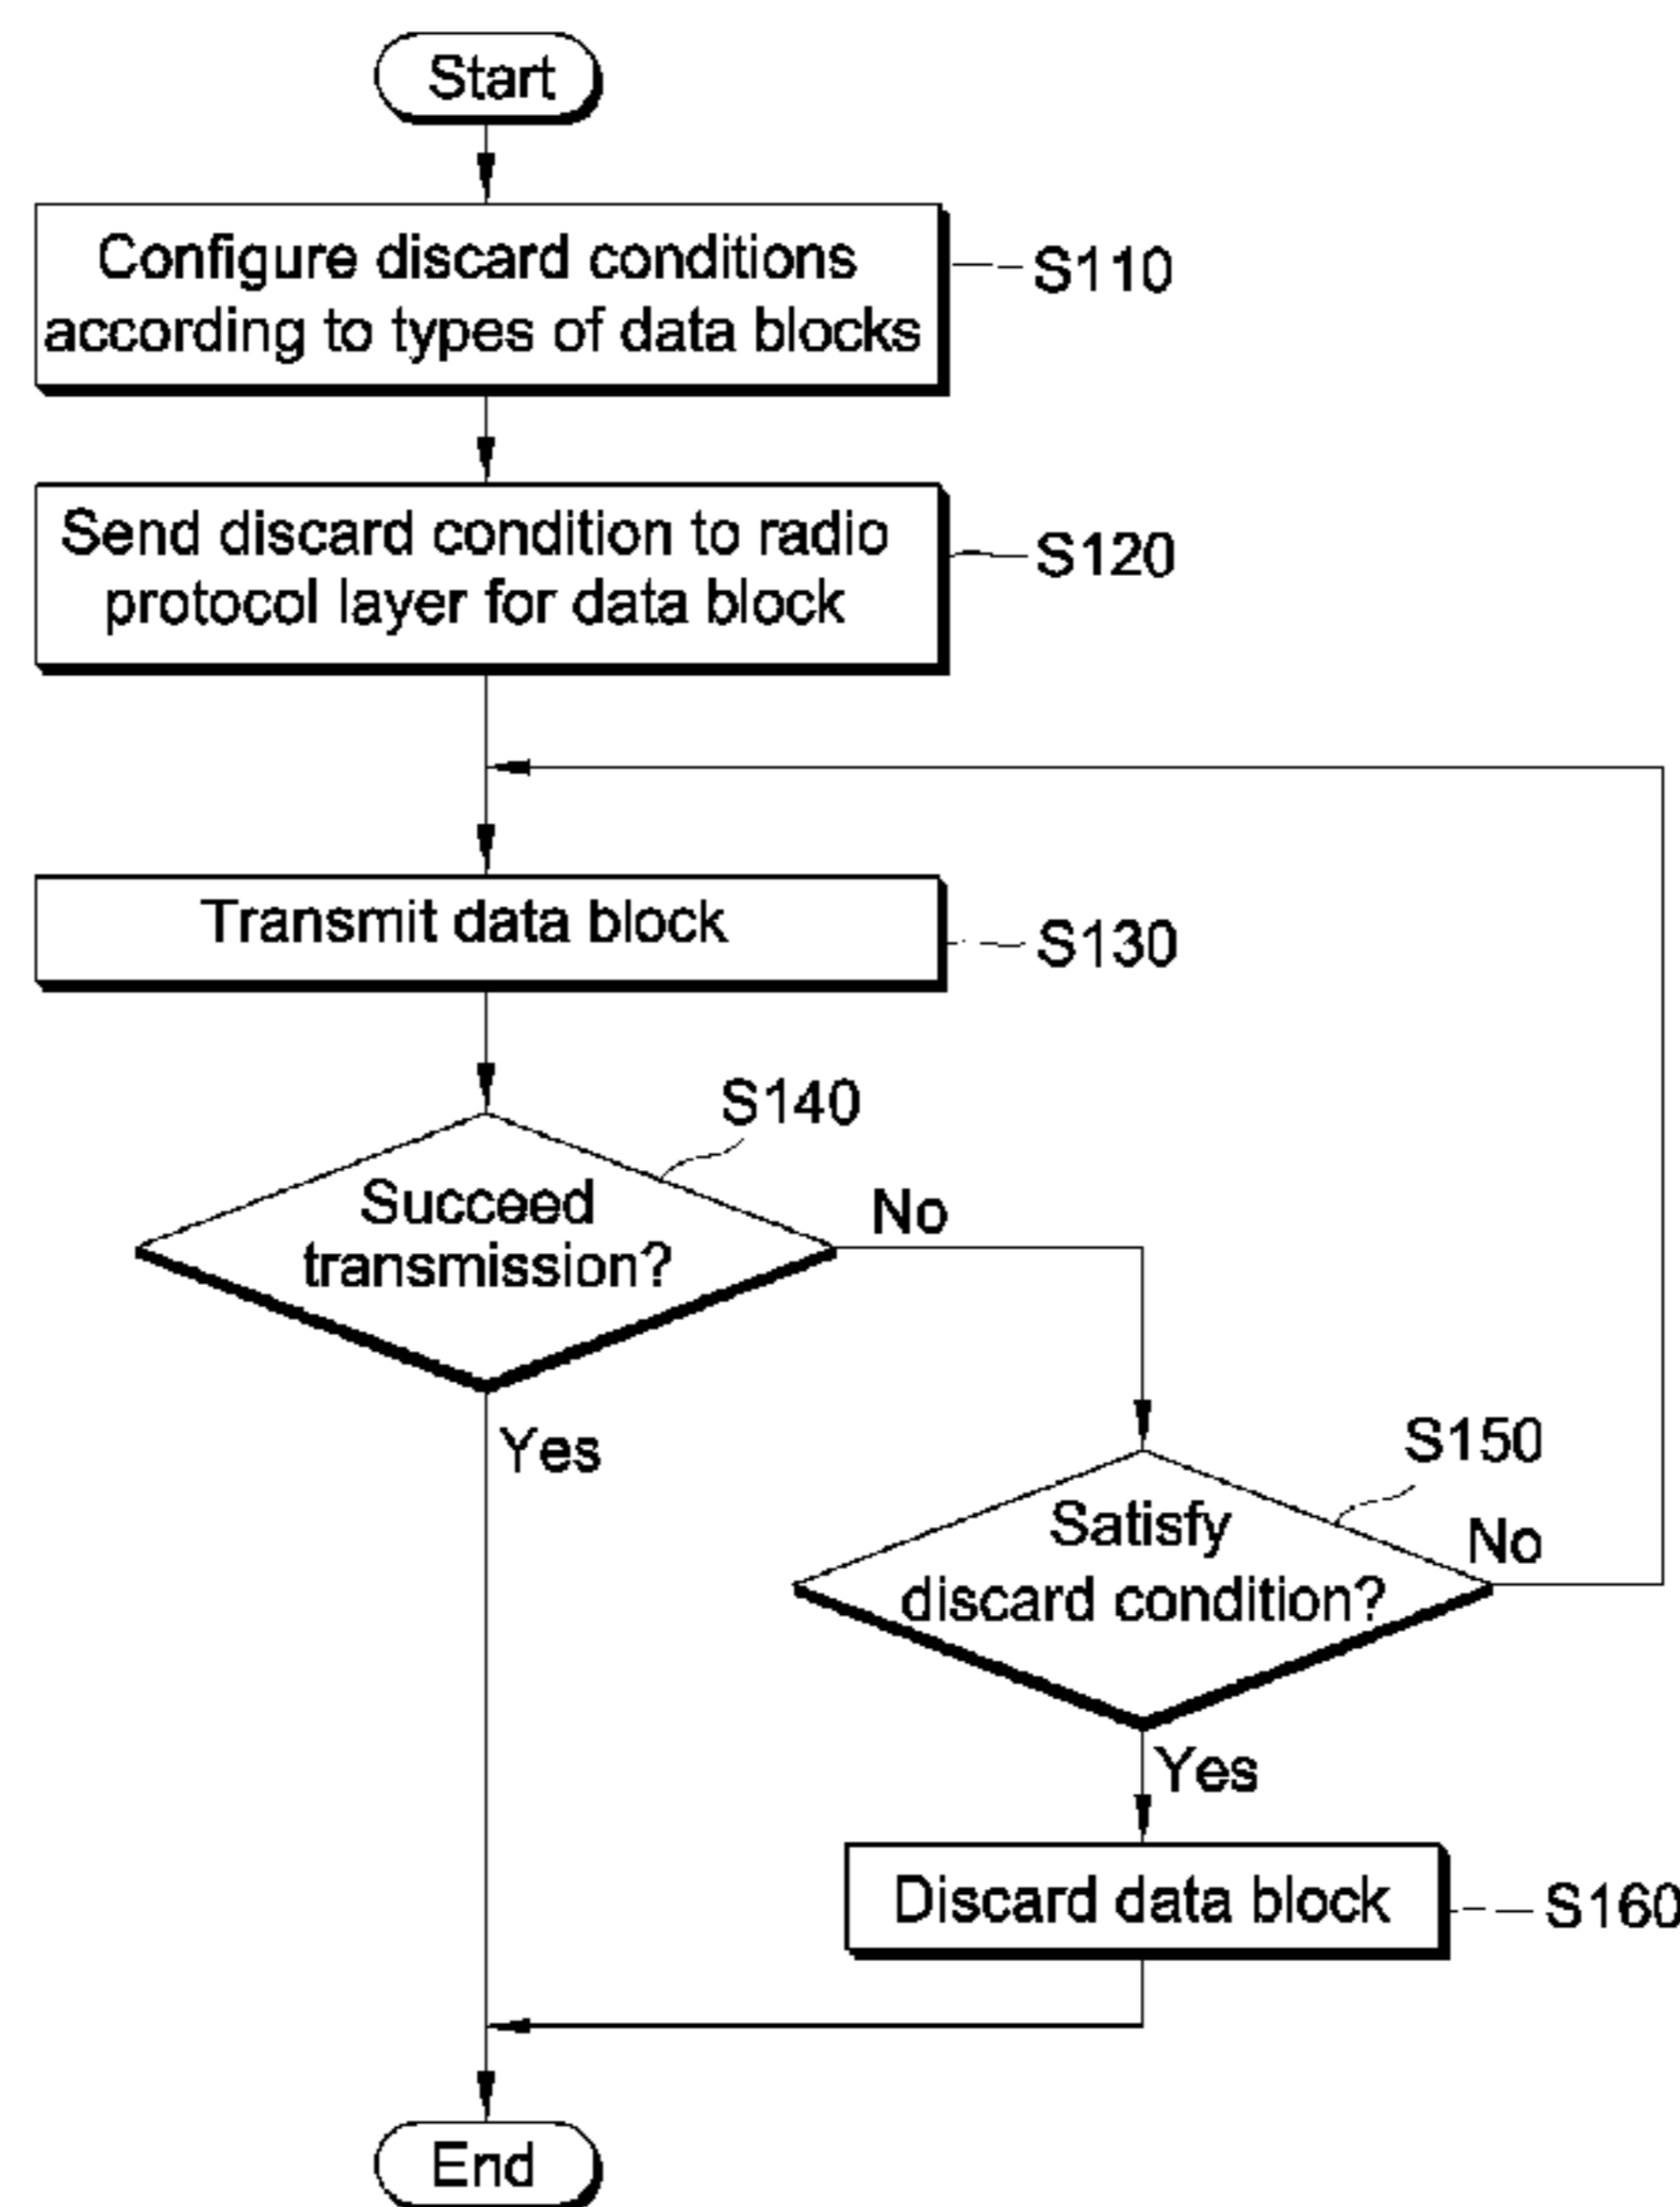 Start
Configure discard conditions
according to types of data blocks
S110
Send discard condition to radio
protocol layer for data block
S120
Transmit data block
S130
S140
Succeed
transmission?
No
Yes
S150
Satisfy
discard condition?
No
Yes
Discard data block
S160
End